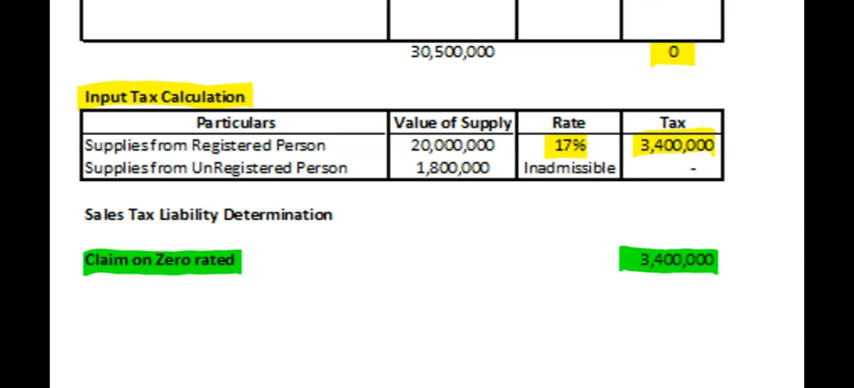 30,500,000 0
Input Tax Calculation
Particulars Value of Supply Rate Tax
Supplies from Registered Person 20,000,000 17% 3,400,000
Supplies from UnRegistered Person 1,800,000 Inadmissible -
Sales Tax Liability Determination
Claim on Zero rated 3,400,000